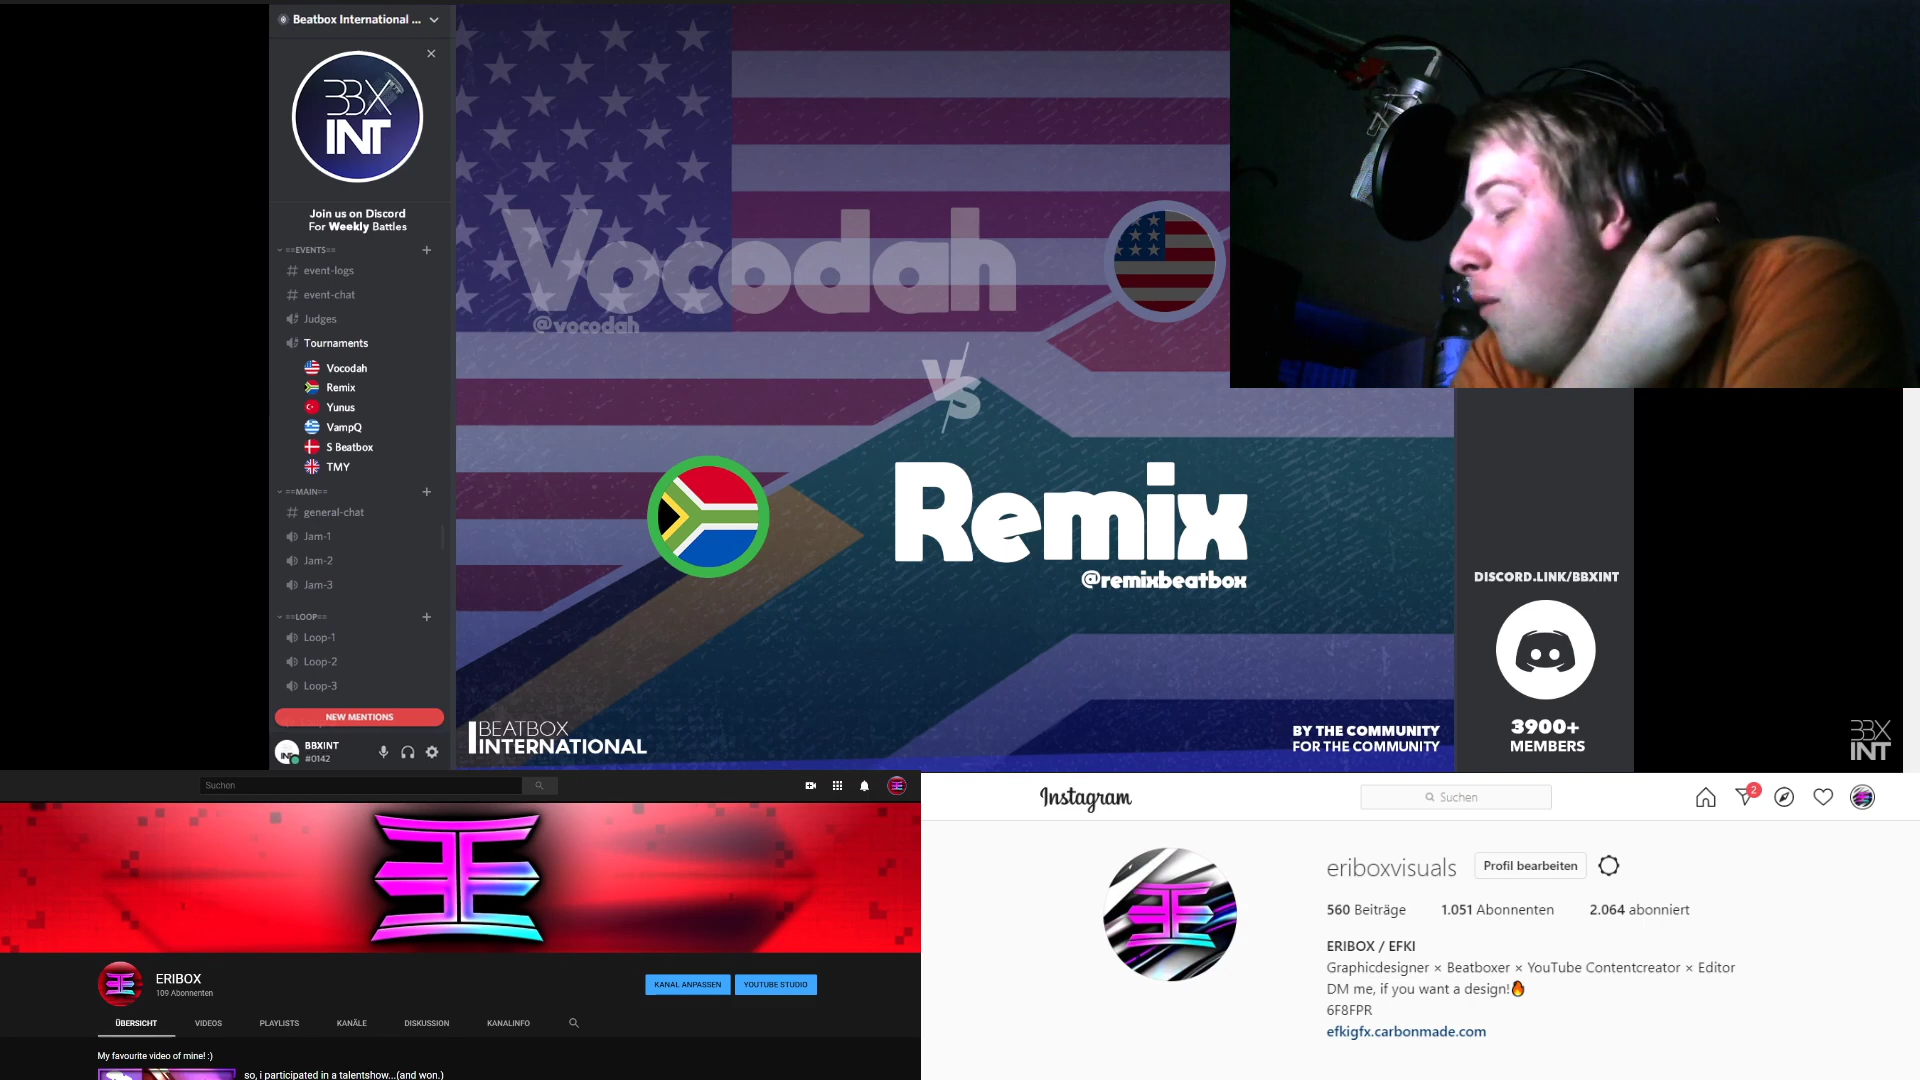 Beatbox International ...
BBX
INT
Join us on Discord
For Weekly Battles
==EVENTS==
event-logs
event-chat
Judges
Tournaments
Vocodah
Remix
Yunus
VampQ
S Beatbox
TMY
==MAIN==
general-chat
Jam-1
Jam-2
Jam-3
==LOOP==
Loop-1
Loop-2
Loop-3
NEW MENTIONS
BBXINT
#0142
Vocodah
@vocodah
VS
Remix
@remixbeatbox
BEATBOX
INTERNATIONAL
BY THE COMMUNITY
FOR THE COMMUNITY
DISCORD.LINK/BBXINT
3900+
MEMBERS
BBX
INT
Suchen
ERIBOX
109 Abonnenten
KANAL ANPASSEN
YOUTUBE STUDIO
ÜBERSICHT VIDEOS PLAYLISTS KANÄLE DISKUSSION KANALINFO
My favourite video of mine! :)
so, i participated in a talentshow...(and won.)
Instagram
Suchen
2
eriboxvisuals
Profil bearbeiten
560 Beiträge 1.051 Abonnenten 2.064 abonniert
ERIBOX / EFKI
Graphicdesigner × Beatboxer × YouTube Contentcreator × Editor
DM me, if you want a design!🔥
6F8FPR
efkigfx.carbonmade.com